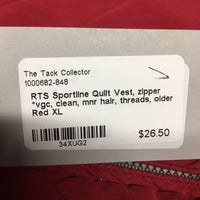 The Tack Collector
1000682-848
RTS Sportline Quilt Vest, zipper
*vgc, clean, mnr hair, threads, older
Red XL
$26.50
34XUG2